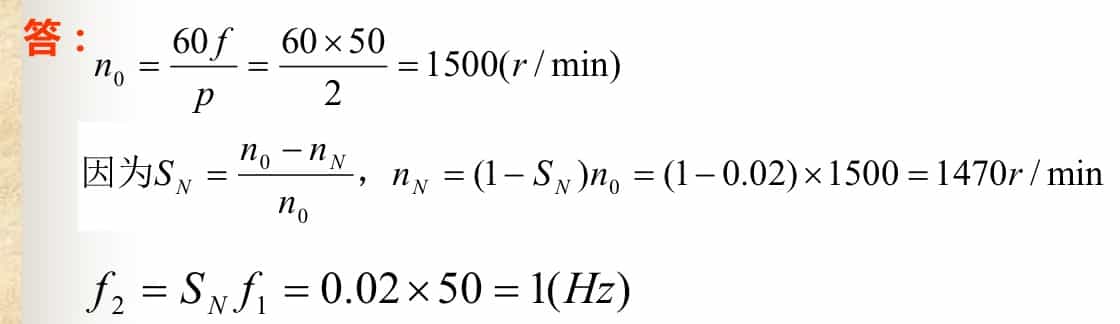 答：n₀ = 60f / p = 60×50 / 2 = 1500(r / min)
因为S_N = (n₀ − n_N) / n₀，n_N = (1 − S_N)n₀ = (1 − 0.02)×1500 = 1470r / min
f₂ = S_N f₁ = 0.02×50 = 1(Hz)